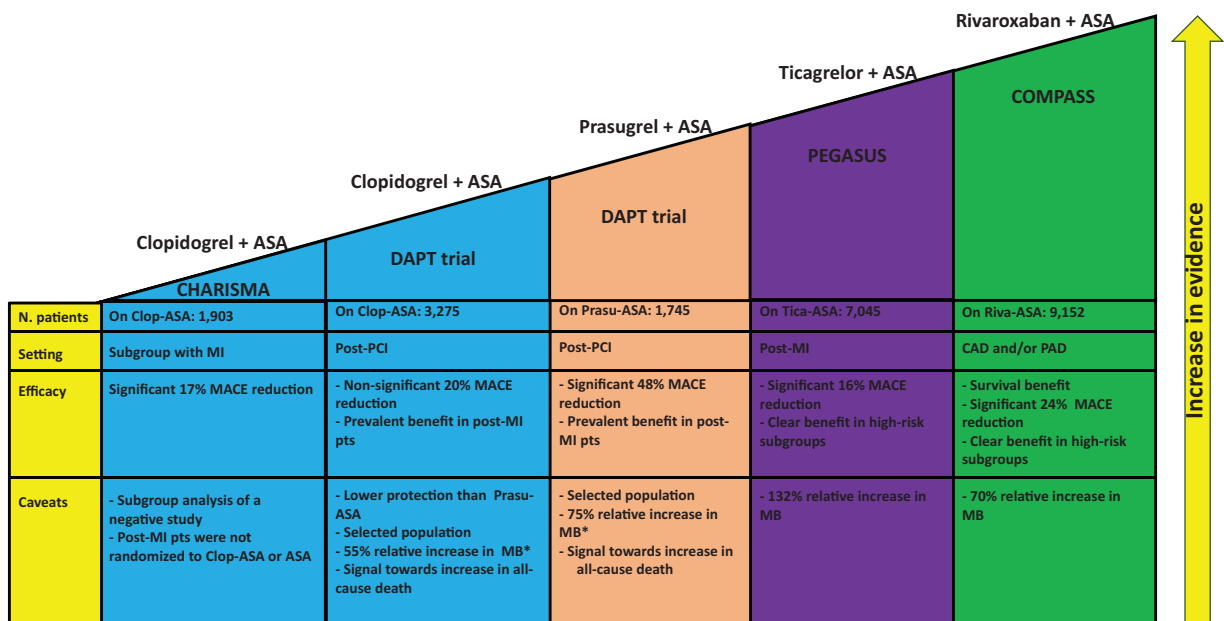 Rivaroxaban + ASA
Ticagrelor + ASA
COMPASS
Prasugrel + ASA
PEGASUS
Clopidogrel + ASA
DAPT trial
Clopidogrel + ASA
DAPT trial
CHARISMA
Increase in evidence
N. patients
On Clop-ASA: 1,903
On Clop-ASA: 3,275
On Prasu-ASA: 1,745
On Tica-ASA: 7,045
On Riva-ASA: 9,152
Setting
Subgroup with MI
Post-PCI
Post-PCI
Post-MI
CAD and/or PAD
Efficacy
Significant 17% MACE reduction
- Non-significant 20% MACE
reduction
- Prevalent benefit in post-MI
pts
- Significant 48% MACE
reduction
- Prevalent benefit in post-
MI pts
- Significant 16% MACE
reduction
- Clear benefit in high-risk
subgroups
- Survival benefit
- Significant 24% MACE
reduction
- Clear benefit in high-risk
subgroups
Caveats
- Subgroup analysis of a
negative study
- Post-MI pts were not
randomized to Clop-ASA or ASA
- Lower protection than Prasu-
ASA
- Selected population
- 55% relative increase in MB*
- Signal towards increase in all-
cause death
- Selected population
- 75% relative increase in
MB*
- Signal towards increase in
all-cause death
- 132% relative increase in
MB
- 70% relative increase in
MB